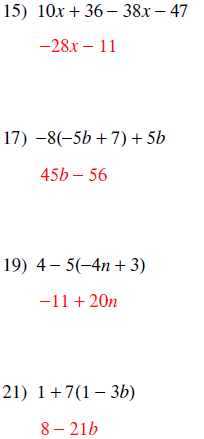 15) 10x + 36 – 38x – 47
–28x – 11
17) –8(–5b + 7) + 5b
45b – 56
19) 4 – 5(–4n + 3)
–11 + 20n
21) 1 + 7(1 – 3b)
8 – 21b